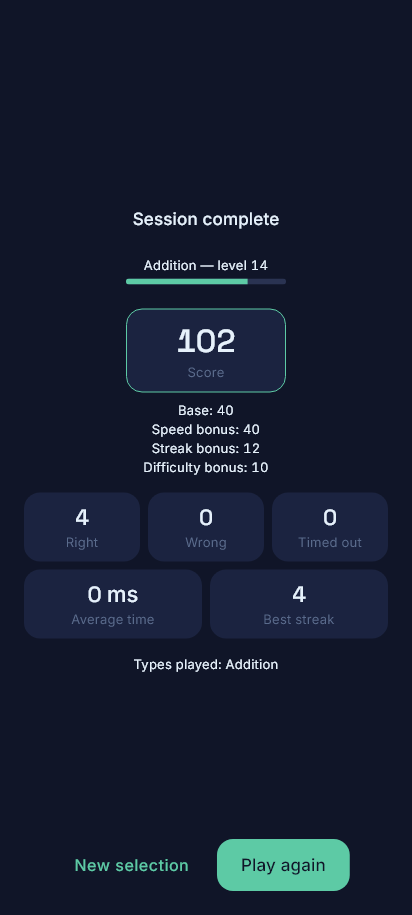 Session complete
Addition — level 14
102
Score
Base: 40
Speed bonus: 40
Streak bonus: 12
Difficulty bonus: 10
4
Right
0
Wrong
0
Timed out
0 ms
Average time
4
Best streak
Types played: Addition
New selection
Play again